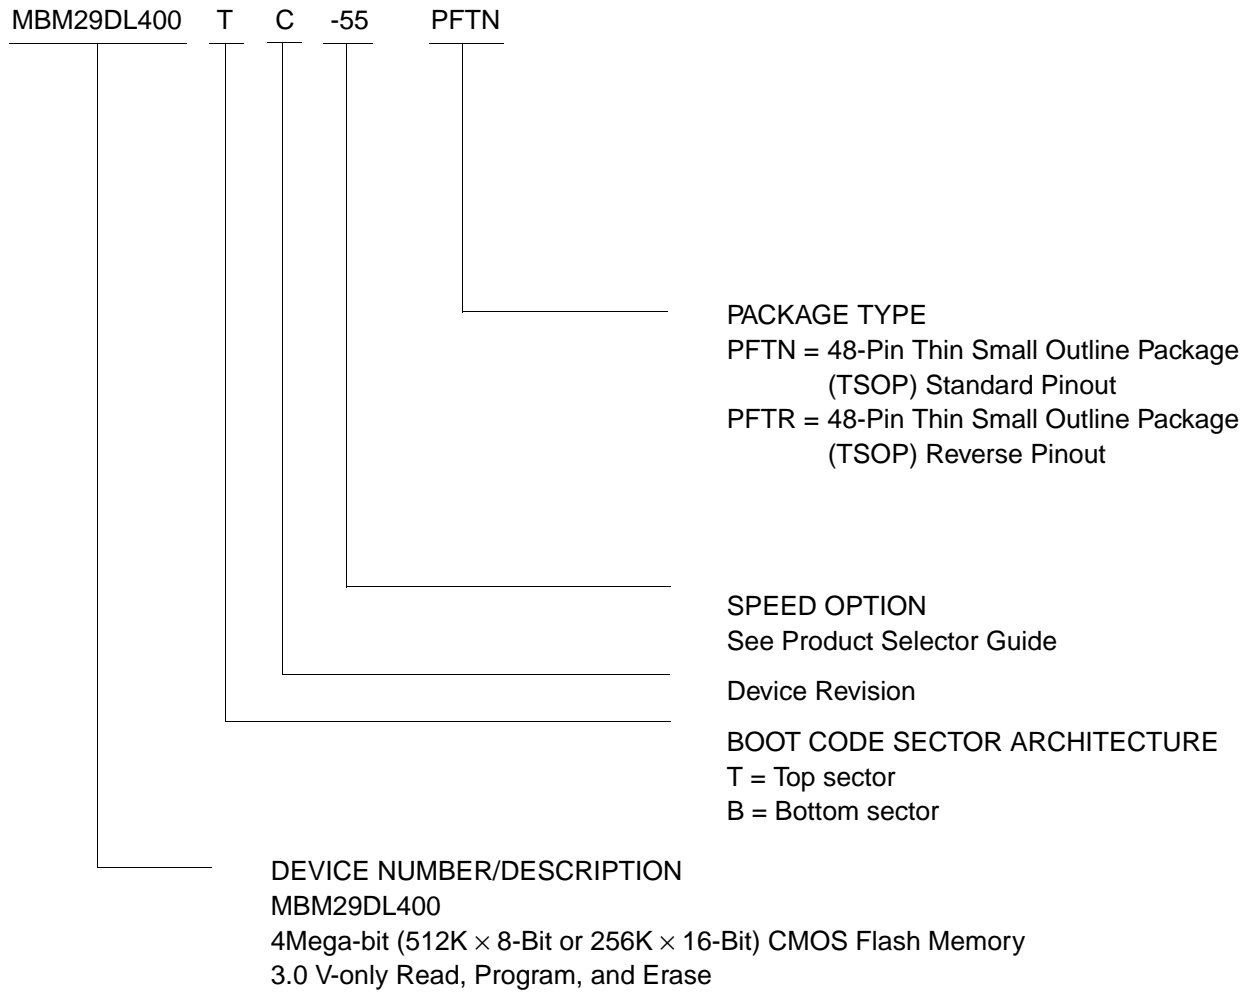 MBM29DL400 T C -55 PFTN
PACKAGE TYPE
PFTN = 48-Pin Thin Small Outline Package
(TSOP) Standard Pinout
PFTR = 48-Pin Thin Small Outline Package
(TSOP) Reverse Pinout
SPEED OPTION
See Product Selector Guide
Device Revision
BOOT CODE SECTOR ARCHITECTURE
T = Top sector
B = Bottom sector
DEVICE NUMBER/DESCRIPTION
MBM29DL400
4Mega-bit (512K × 8-Bit or 256K × 16-Bit) CMOS Flash Memory
3.0 V-only Read, Program, and Erase